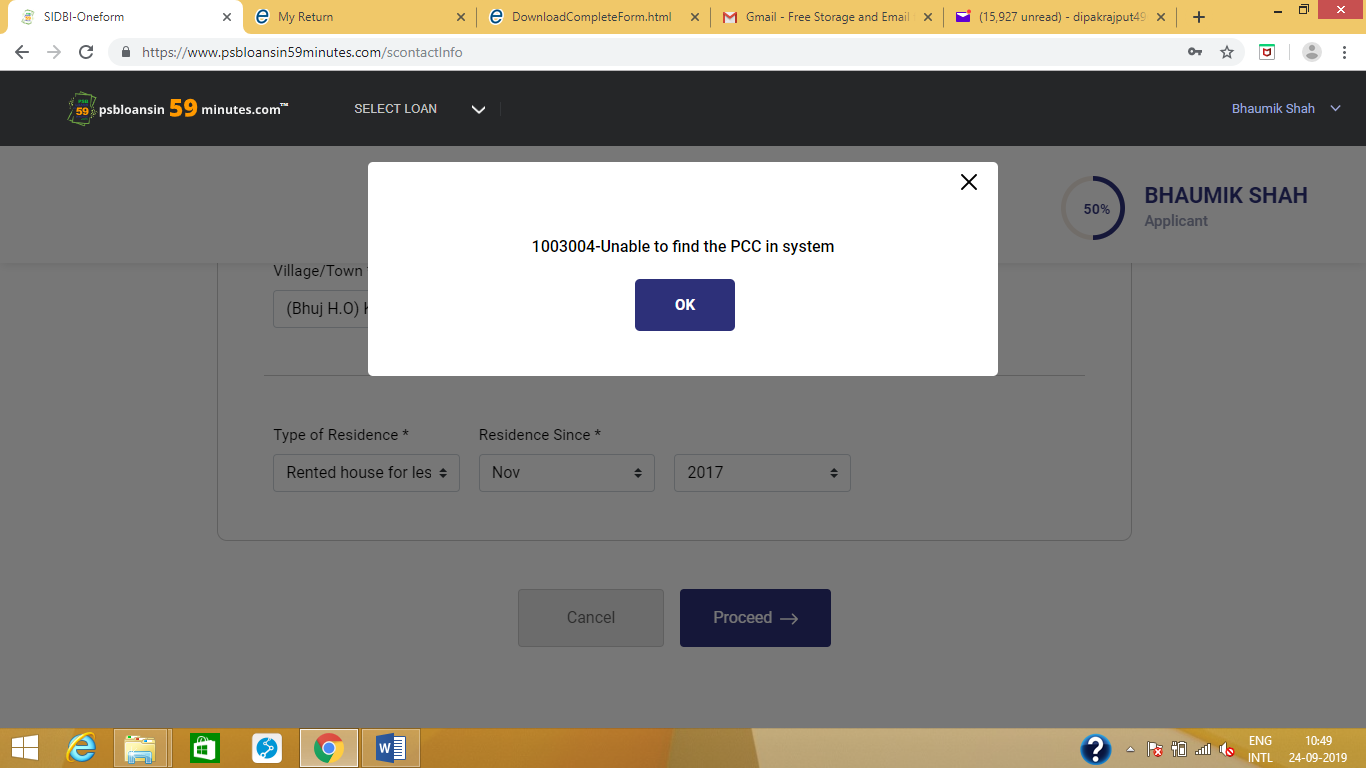 SIDBI-Oneform
My Return
DownloadCompleteForm.html
Gmail - Free Storage and Email
(15,927 unread) - dipakrajput49
https://www.psbloansin59minutes.com/scontactInfo
PSB 59 psbloansin 59 minutes.com™
SELECT LOAN
Bhaumik Shah
50%
BHAUMIK SHAH
Applicant
1003004-Unable to find the PCC in system
OK
Village/Town
(Bhuj H.O)
Type of Residence *
Residence Since *
Rented house for les
Nov
2017
Cancel
Proceed
ENG
10:49
INTL
24-09-2019